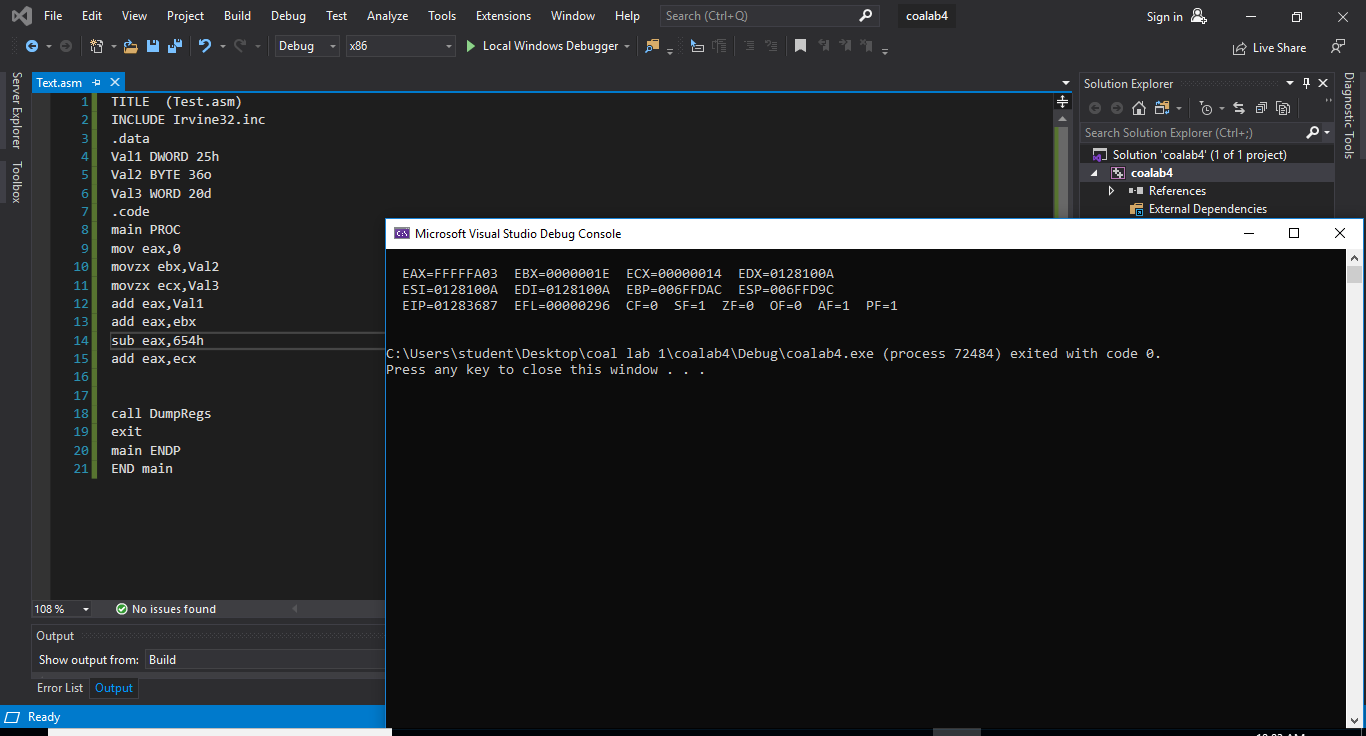 File Edit View Project Build Debug Test Analyze Tools Extensions Window Help Search (Ctrl+Q) coalab4 Sign in
Debug x86 Local Windows Debugger Live Share
Server Explorer
Toolbox
Text.asm
1 TITLE (Test.asm)
2 INCLUDE Irvine32.inc
3 .data
4 Val1 DWORD 25h
5 Val2 BYTE 36o
6 Val3 WORD 20d
7 .code
8 main PROC
9 mov eax,0
10 movzx ebx,Val2
11 movzx ecx,Val3
12 add eax,Val1
13 add eax,ebx
14 sub eax,654h
15 add eax,ecx
16
17
18 call DumpRegs
19 exit
20 main ENDP
21 END main
108 % No issues found
Output
Show output from: Build
Error List Output
Ready
Solution Explorer
Search Solution Explorer (Ctrl+;)
Solution 'coalab4' (1 of 1 project)
coalab4
References
External Dependencies
Diagnostic Tools
C:\ Microsoft Visual Studio Debug Console
EAX=FFFFFA03 EBX=0000001E ECX=00000014 EDX=0128100A
ESI=0128100A EDI=0128100A EBP=006FFDAC ESP=006FFD9C
EIP=01283687 EFL=00000296 CF=0 SF=1 ZF=0 OF=0 AF=1 PF=1
C:\Users\student\Desktop\coal lab 1\coalab4\Debug\coalab4.exe (process 72484) exited with code 0.
Press any key to close this window . . .